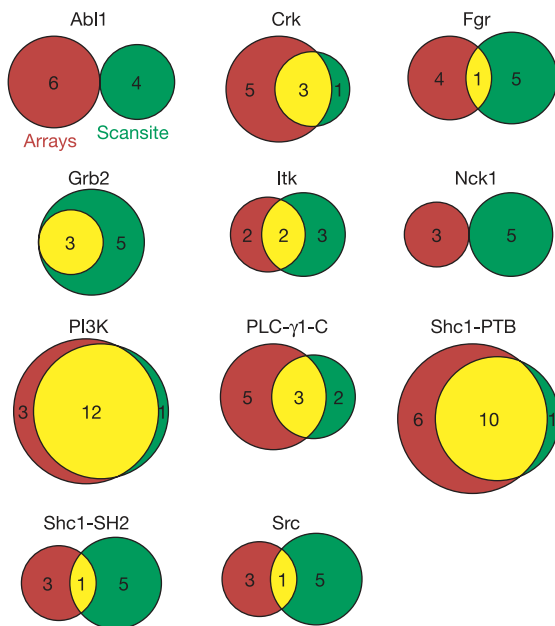 Abl1
6 4
Arrays Scansite
Crk
5 3 1
Fgr
4 1 5
Grb2
3 5
Itk
2 2 3
Nck1
3 5
PI3K
3 12 1
PLC-γ1-C
5 3 2
Shc1-PTB
6 10 1
Shc1-SH2
3 1 5
Src
3 1 5